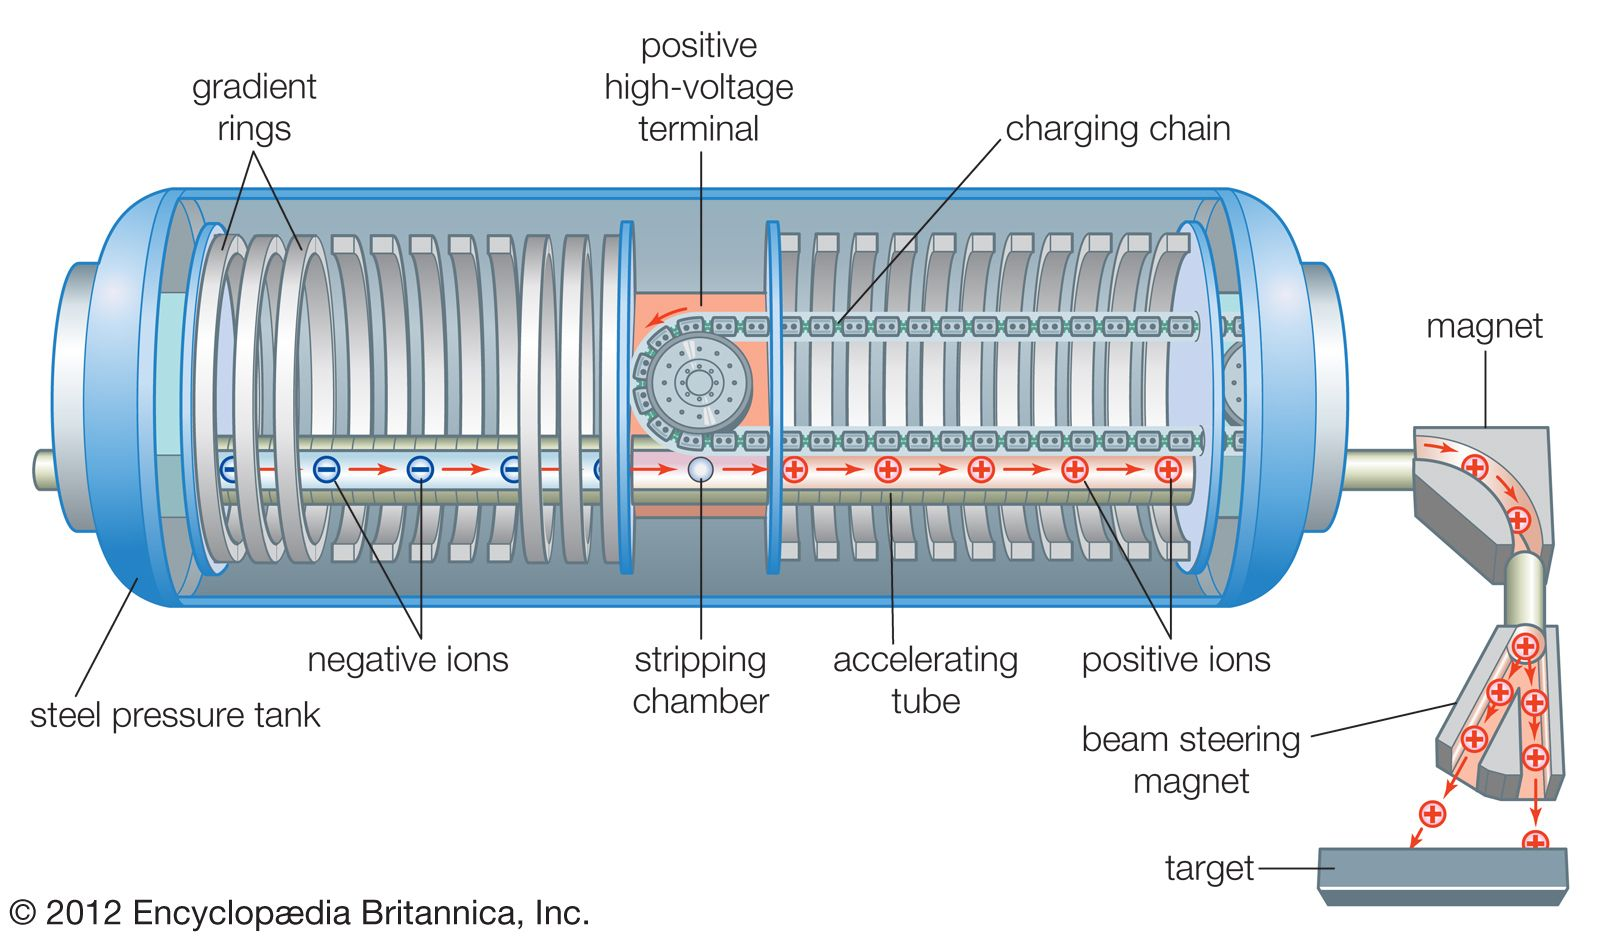 positive
high-voltage
terminal
gradient
rings
charging chain
magnet
negative ions
stripping
chamber
accelerating
tube
positive ions
steel pressure tank
beam steering
magnet
target
© 2012 Encyclopædia Britannica, Inc.